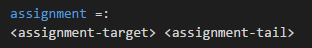 assignment =:
<assignment-target> <assignment-tail>